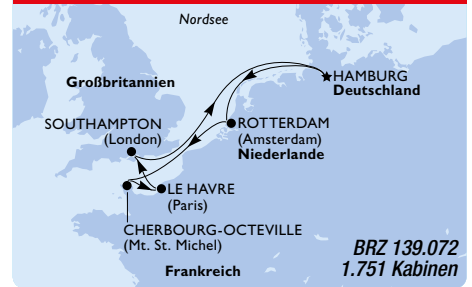 Nordsee
Großbritannien
HAMBURG
Deutschland
SOUTHAMPTON
(London)
ROTTERDAM
(Amsterdam)
Niederlande
LE HAVRE
(Paris)
CHERBOURG-OCTEVILLE
(Mt. St. Michel)
BRZ 139.072
1.751 Kabinen
Frankreich